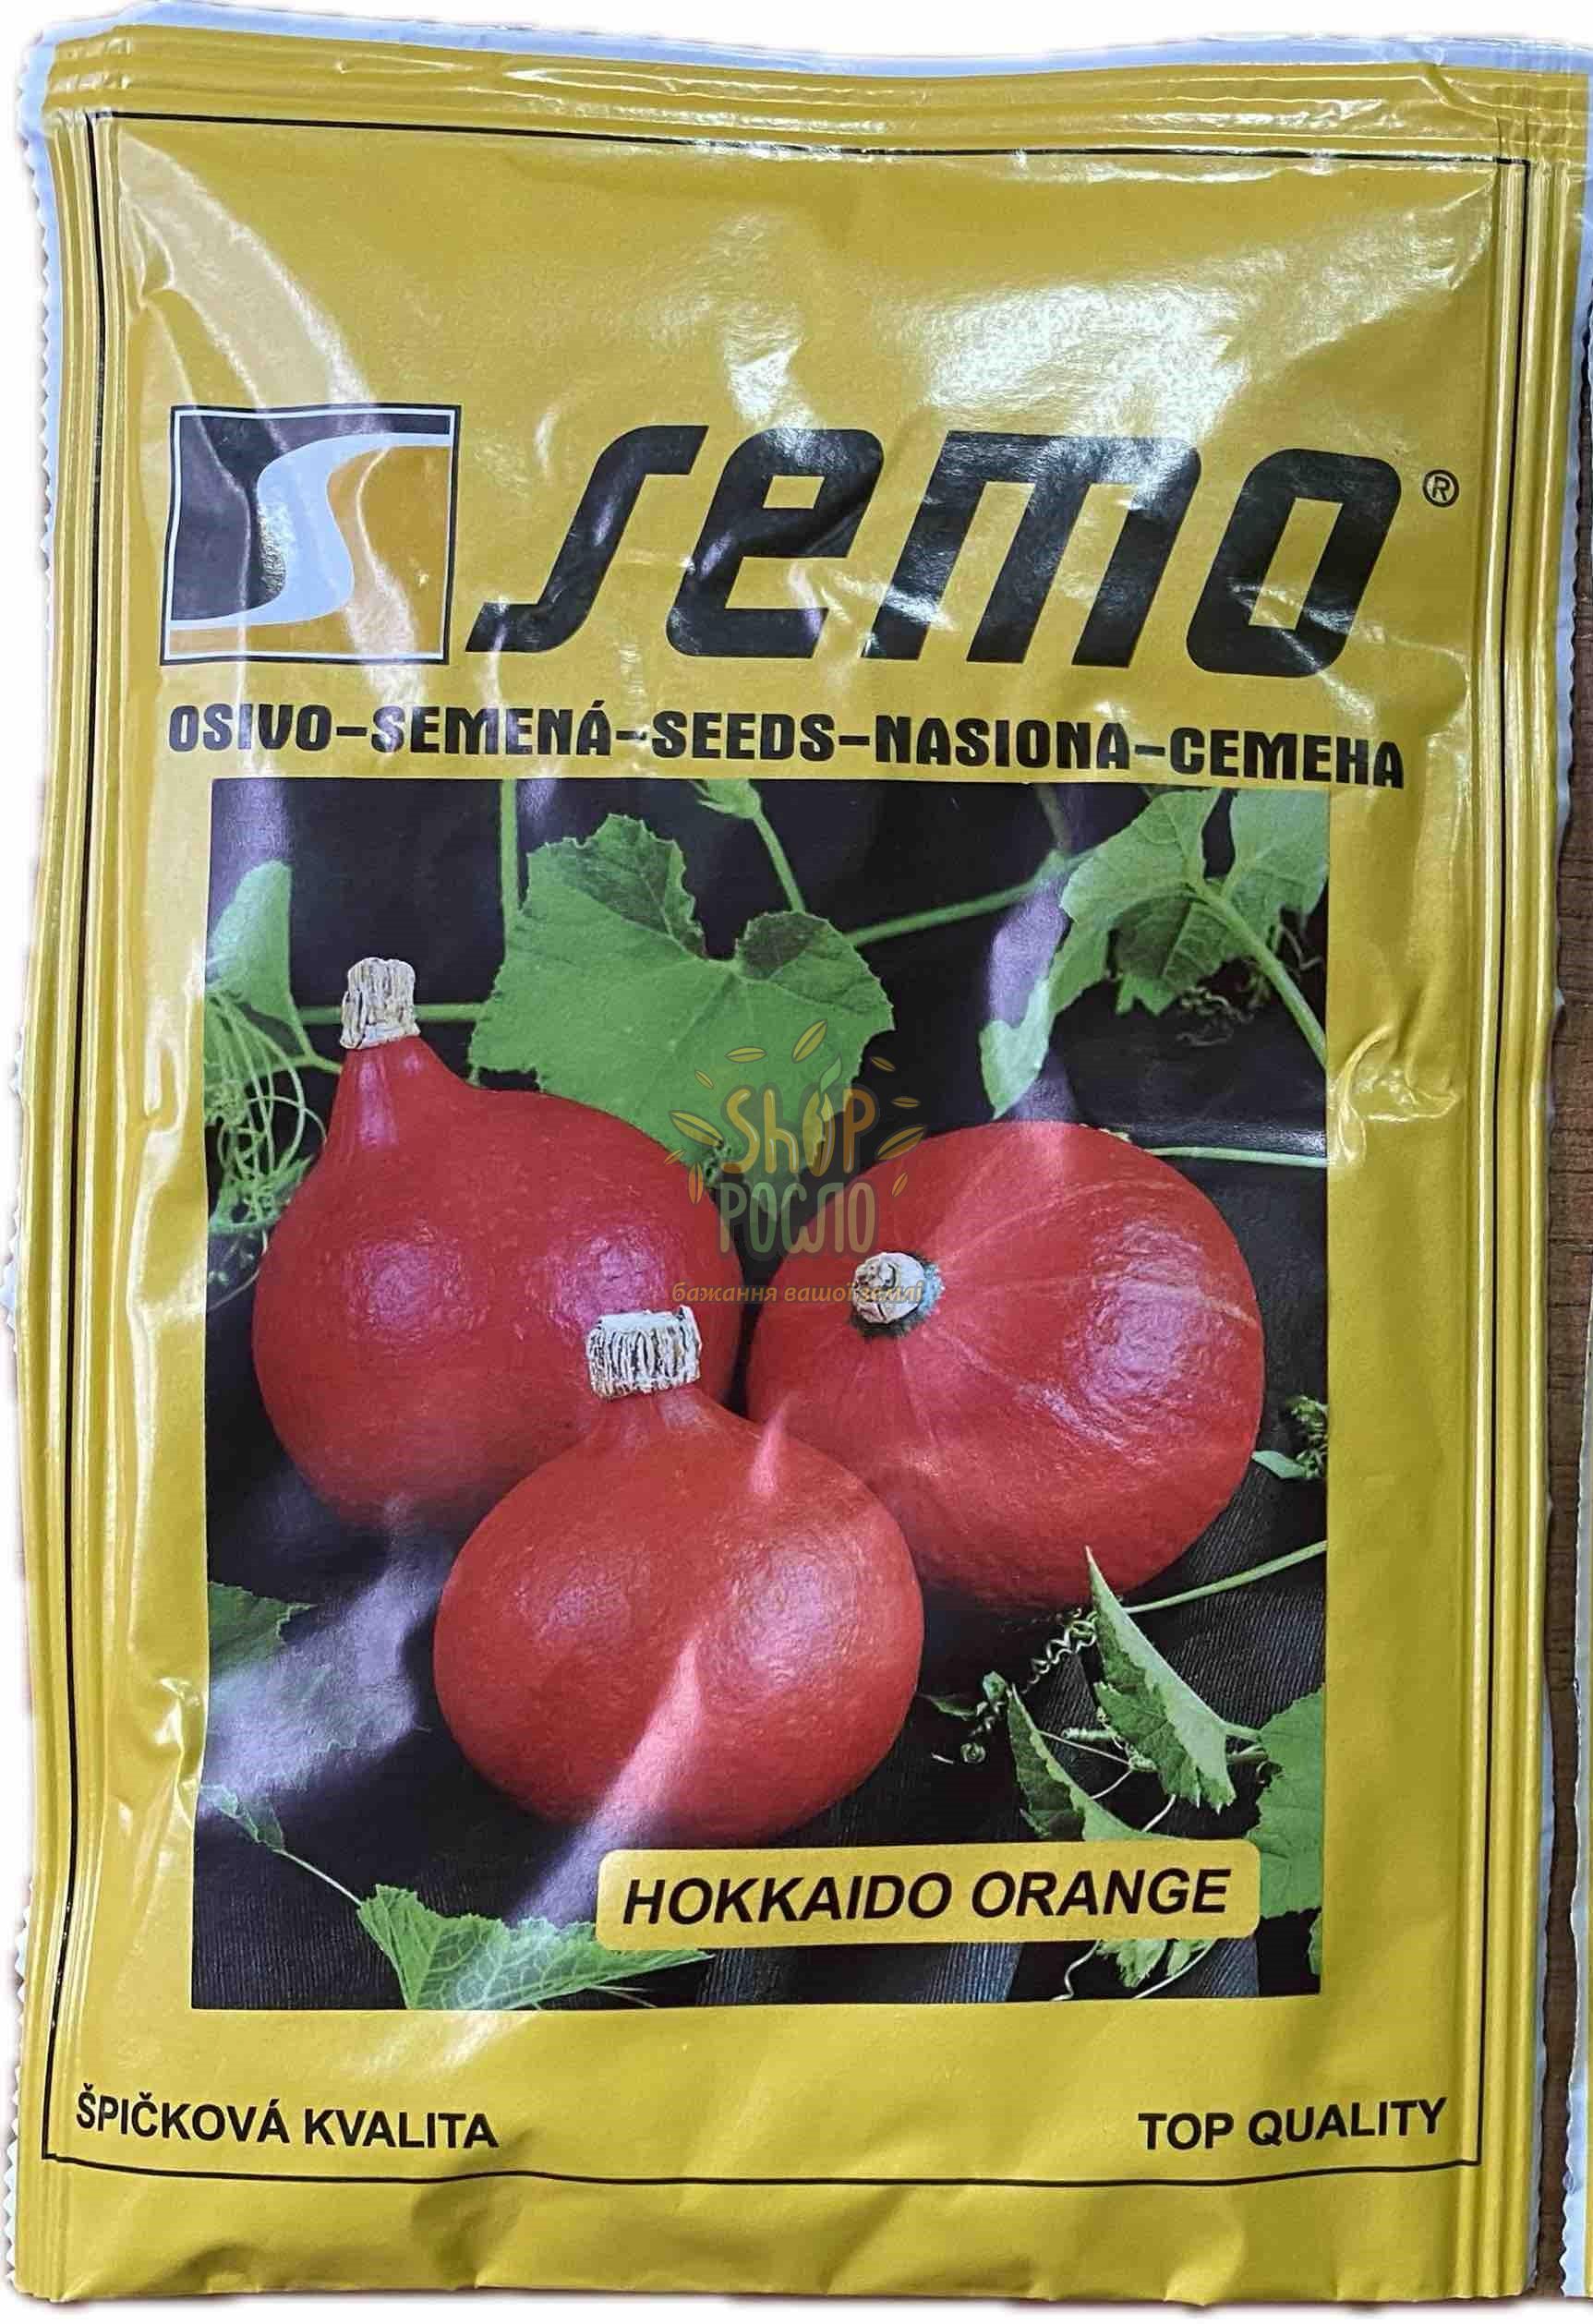 semo®
OSIVO-SEMENÁ-SEEDS-NASIONA-СЕМЕНА
SHOP
РОСЛО
бажання вашої землі
HOKKAIDO ORANGE
ŠPIČKOVÁ KVALITA
TOP QUALITY